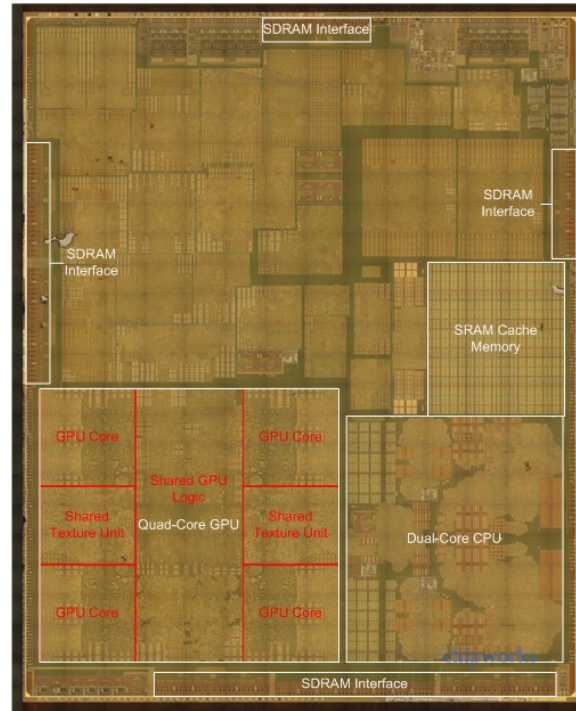 SDRAM Interface
SDRAM
Interface
SDRAM
Interface
SRAM Cache
Memory
GPU Core
GPU Core
Shared GPU
Logic
Shared
Texture Unit
Quad-Core GPU
Shared
Texture Unit
Dual-Core CPU
GPU Core
GPU Core
chipworks
SDRAM Interface